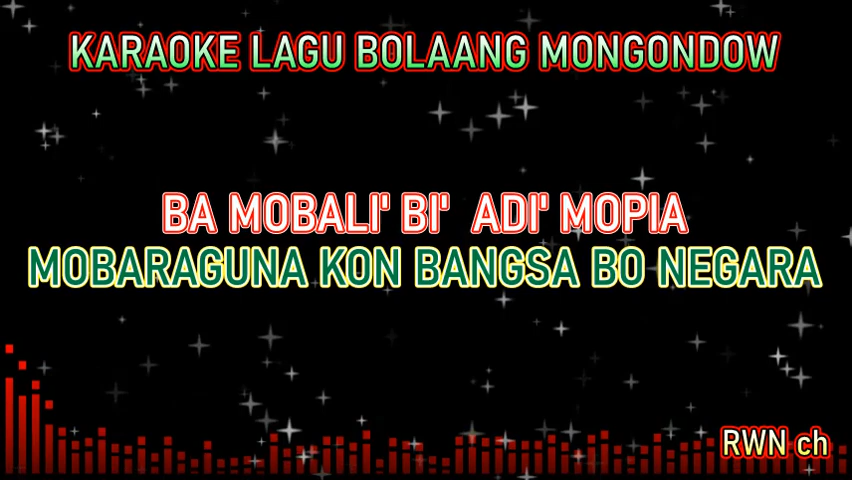 KARAOKE LAGU BOLAANG MONGONDOW
BA MOBALI' BI' ADI' MOPIA
MOBARAGUNA KON BANGSA BO NEGARA
RWN ch